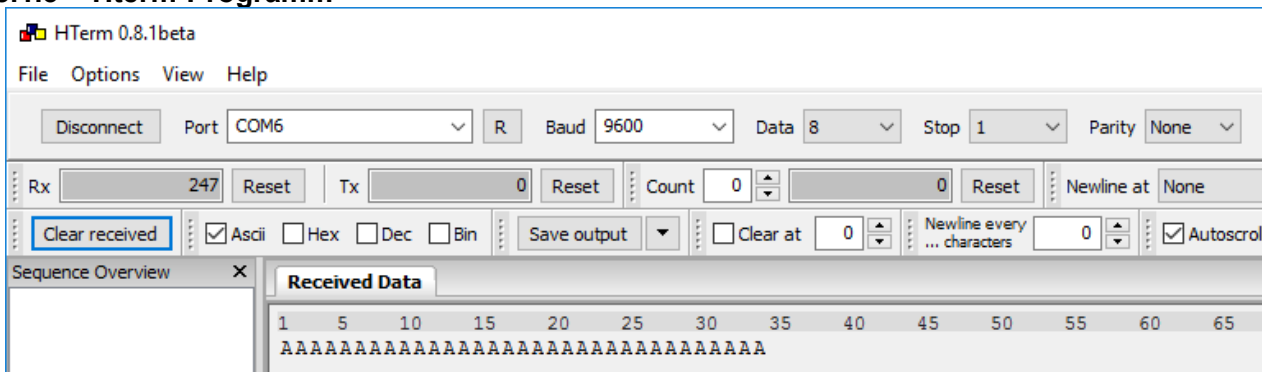 HTerm 0.8.1beta
File Options View Help
Disconnect Port COM6 R Baud 9600 Data 8 Stop 1 Parity None
Rx 247 Reset Tx 0 Reset Count 0 0 Reset Newline at None
Clear received Ascii Hex Dec Bin Save output Clear at 0 Newline every ... characters 0 Autoscrol
Sequence Overview X Received Data
1 5 10 15 20 25 30 35 40 45 50 55 60 65
AAAAAAAAAAAAAAAAAAAAAAAAAAAAAAAAA